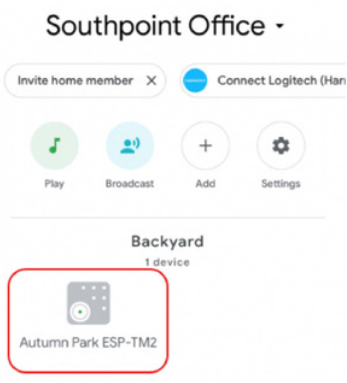 Southpoint Office
Invite home member
Connect Logitech (Har
Play Broadcast Add Settings
Backyard
1 device
Autumn Park ESP-TM2